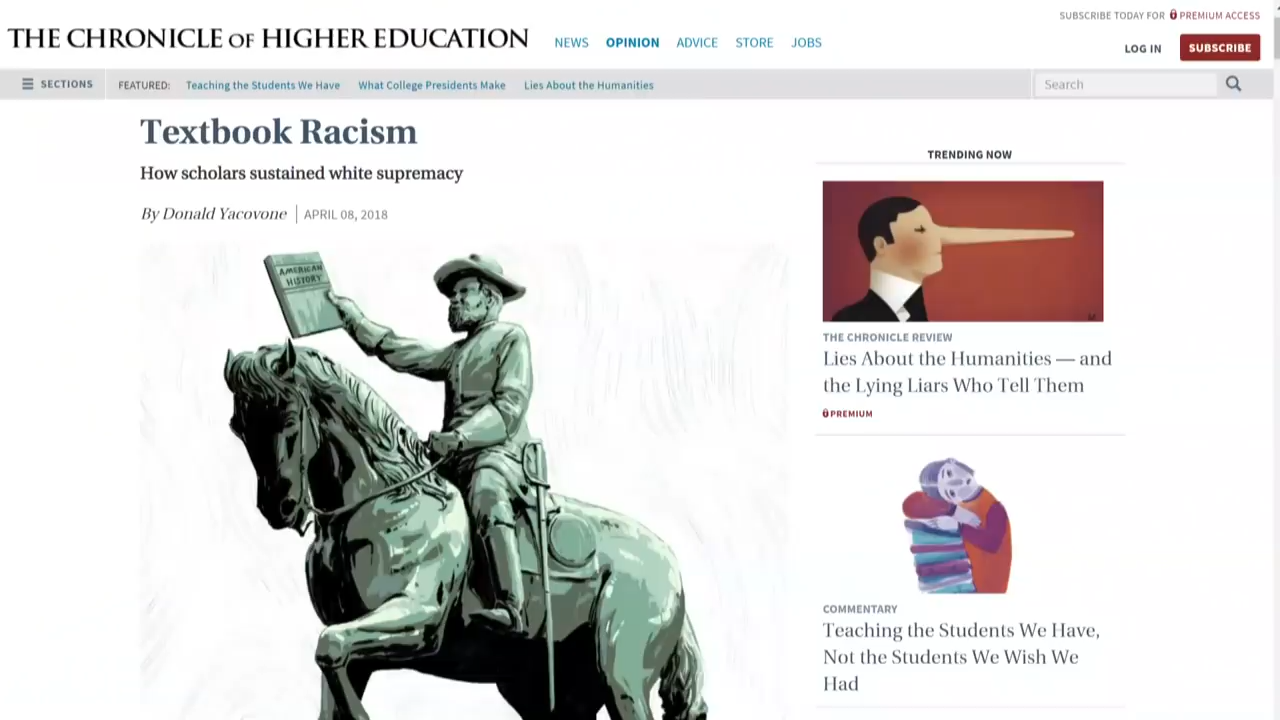 SUBSCRIBE TODAY FOR PREMIUM ACCESS
THE CHRONICLE OF HIGHER EDUCATION
NEWS OPINION ADVICE STORE JOBS
LOG IN SUBSCRIBE
SECTIONS
FEATURED: Teaching the Students We Have What College Presidents Make Lies About the Humanities
Search
Textbook Racism
How scholars sustained white supremacy
By Donald Yacovone APRIL 08, 2018
AMERICAN
HISTORY
TRENDING NOW
THE CHRONICLE REVIEW
Lies About the Humanities — and
the Lying Liars Who Tell Them
PREMIUM
COMMENTARY
Teaching the Students We Have,
Not the Students We Wish We
Had